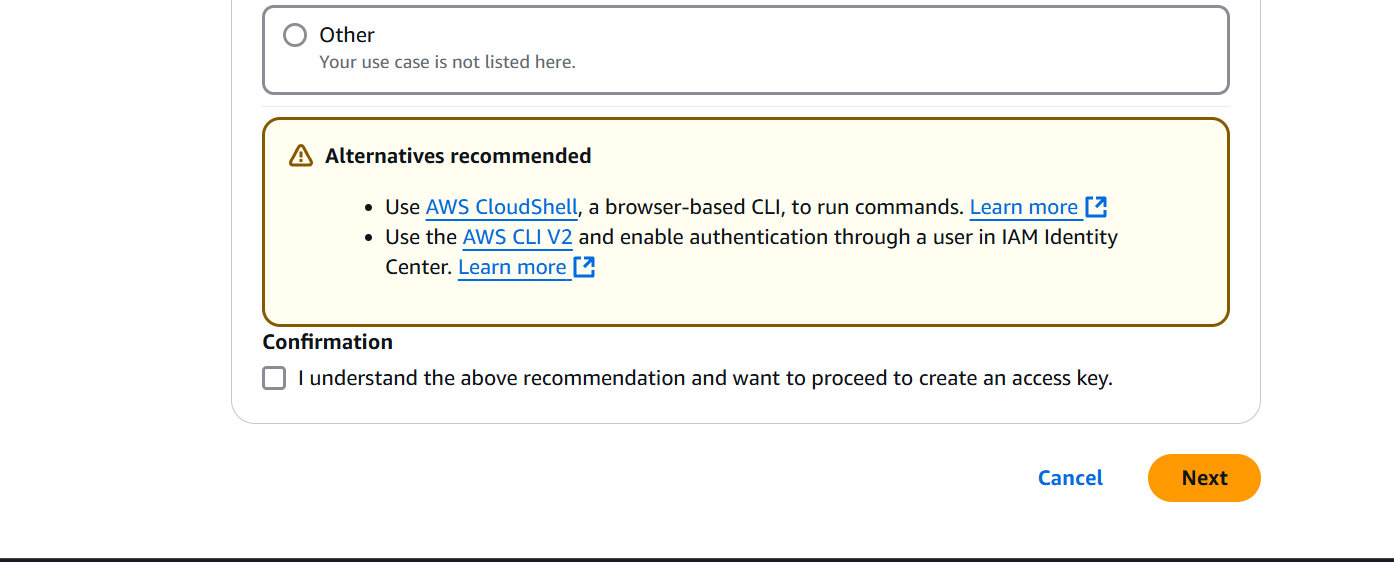 Other
Your use case is not listed here.
Alternatives recommended
• Use AWS CloudShell, a browser-based CLI, to run commands. Learn more
• Use the AWS CLI V2 and enable authentication through a user in IAM Identity
Center. Learn more
Confirmation
I understand the above recommendation and want to proceed to create an access key.
Cancel
Next